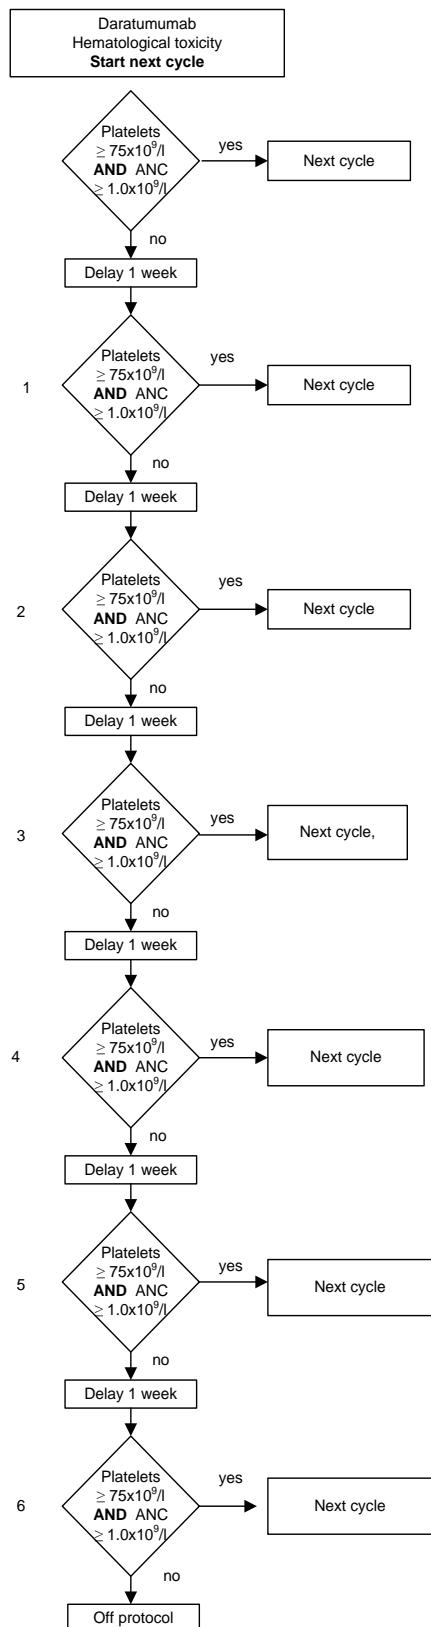 Daratumumab
Hematological toxicity
Start next cycle
Platelets
≥ 75x10⁹/l
AND ANC
≥ 1.0x10⁹/l
yes
Next cycle
no
Delay 1 week
1
Platelets
≥ 75x10⁹/l
AND ANC
≥ 1.0x10⁹/l
yes
Next cycle
no
Delay 1 week
2
Platelets
≥ 75x10⁹/l
AND ANC
≥ 1.0x10⁹/l
yes
Next cycle
no
Delay 1 week
3
Platelets
≥ 75x10⁹/l
AND ANC
≥ 1.0x10⁹/l
yes
Next cycle,
no
Delay 1 week
4
Platelets
≥ 75x10⁹/l
AND ANC
≥ 1.0x10⁹/l
yes
Next cycle
no
Delay 1 week
5
Platelets
≥ 75x10⁹/l
AND ANC
≥ 1.0x10⁹/l
yes
Next cycle
no
Delay 1 week
6
Platelets
≥ 75x10⁹/l
AND ANC
≥ 1.0x10⁹/l
yes
Next cycle
no
Off protocol